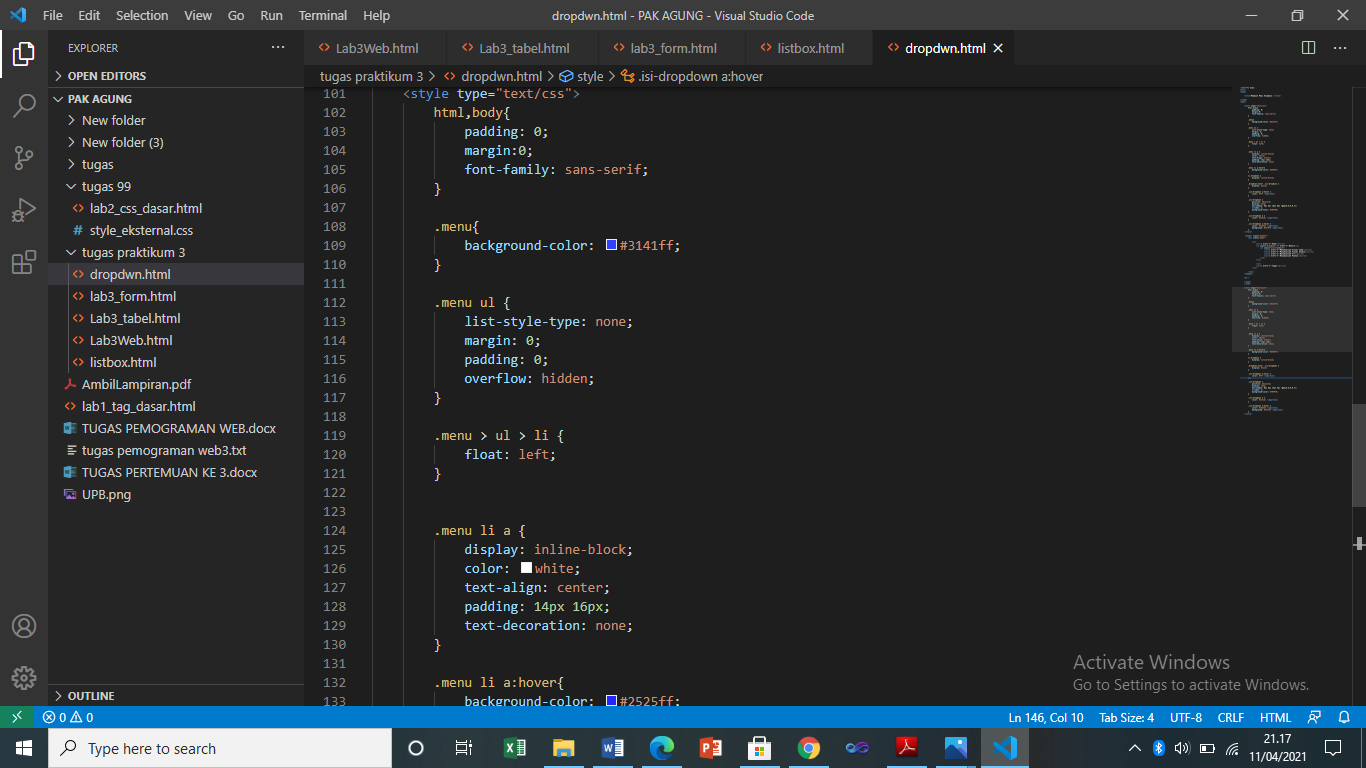 File Edit Selection View Go Run Terminal Help
dropdwn.html - PAK AGUNG - Visual Studio Code
EXPLORER
OPEN EDITORS
PAK AGUNG
New folder
New folder (3)
tugas
tugas 99
lab2_css_dasar.html
style_eksternal.css
tugas praktikum 3
dropdwn.html
lab3_form.html
Lab3_tabel.html
Lab3Web.html
listbox.html
AmbilLampiran.pdf
lab1_tag_dasar.html
TUGAS PEMOGRAMAN WEB.docx
tugas pemograman web3.txt
TUGAS PERTEMUAN KE 3.docx
UPB.png
OUTLINE
Lab3Web.html Lab3_tabel.html lab3_form.html listbox.html dropdwn.html
tugas praktikum 3 > dropdwn.html > style > .isi-dropdown a:hover
101 <style type="text/css">
102 html,body{
103 padding: 0;
104 margin:0;
105 font-family: sans-serif;
106 }
107
108 .menu{
109 background-color: #3141ff;
110 }
111
112 .menu ul {
113 list-style-type: none;
114 margin: 0;
115 padding: 0;
116 overflow: hidden;
117 }
118
119 .menu > ul > li {
120 float: left;
121 }
122
123
124 .menu li a {
125 display: inline-block;
126 color: white;
127 text-align: center;
128 padding: 14px 16px;
129 text-decoration: none;
130 }
131
132 .menu li a:hover{
133 background-color: #2525ff;
Activate Windows
Go to Settings to activate Windows.
0 0 Ln 146, Col 10 Tab Size: 4 UTF-8 CRLF HTML
Type here to search
21.17
11/04/2021